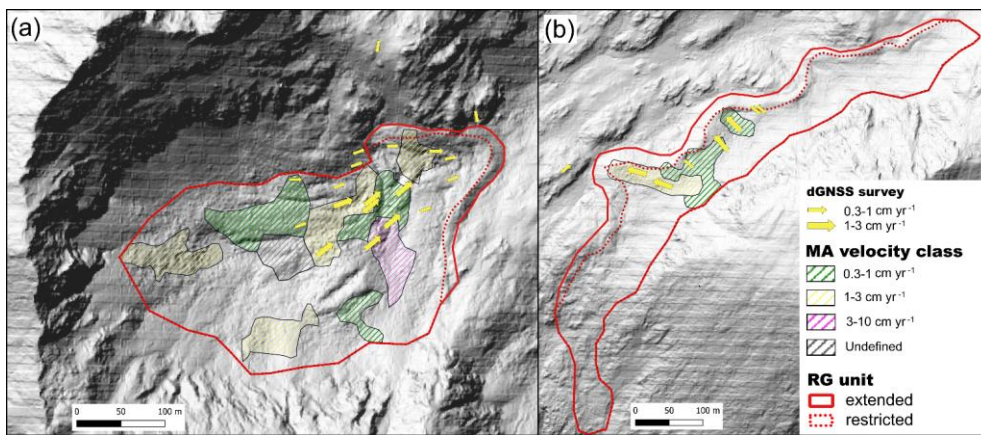 (a)
(b)
dGNSS survey
0.3-1 cm yr⁻¹
1-3 cm yr⁻¹
MA velocity class
0.3-1 cm yr⁻¹
1-3 cm yr⁻¹
3-10 cm yr⁻¹
Undefined
RG unit
extended
restricted
0 50 100 m
0 50 100 m